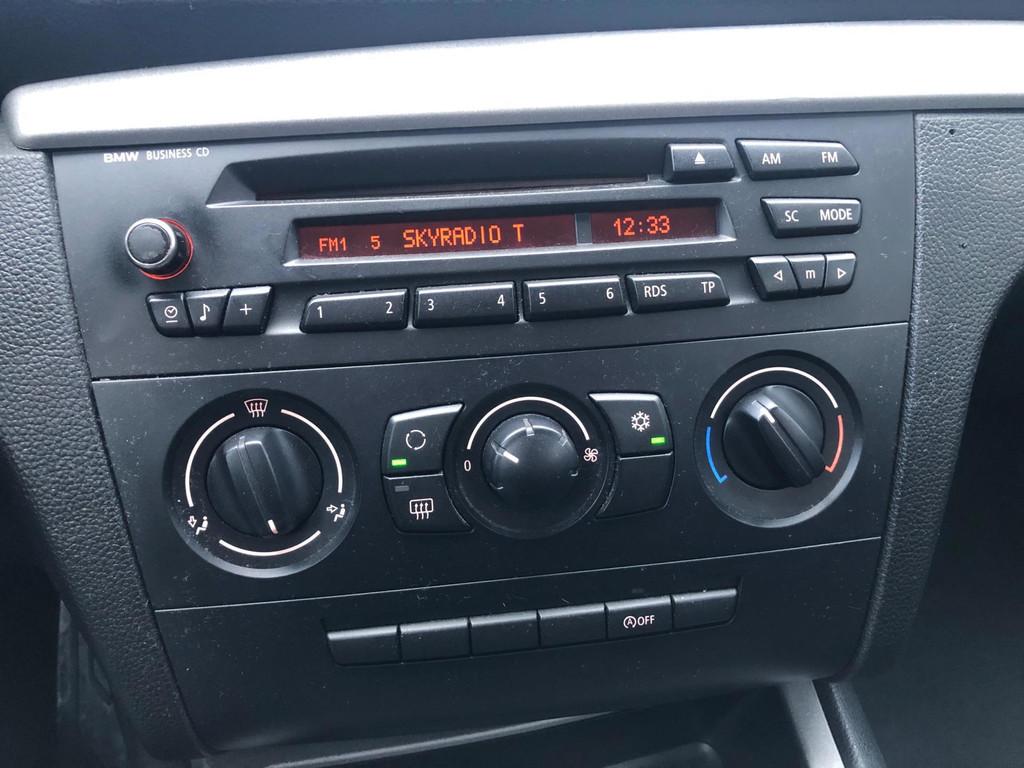 BMW BUSINESS CD
AM FM
SC MODE
FM1 5 SKYRADIO T 12:33
m
+
1 2 3 4 5 6 RDS TP
0
OFF